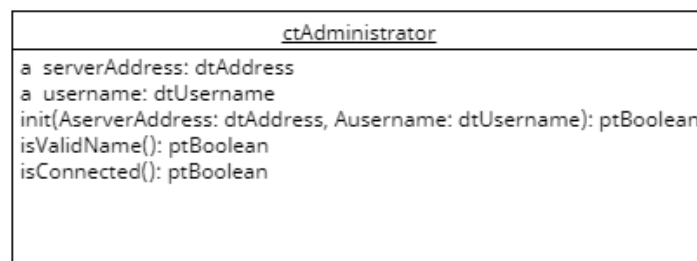 ctAdministrator
a serverAddress: dtAddress
a username: dtUsername
init(AserverAddress: dtAddress, Ausername: dtUsername): ptBoolean
isValidName(): ptBoolean
isConnected(): ptBoolean